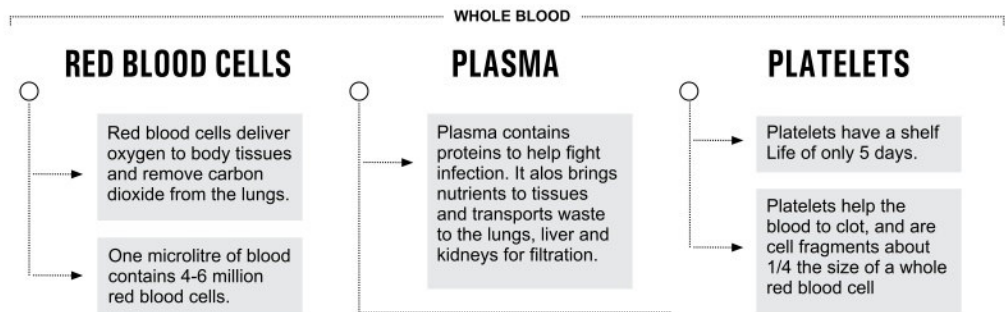 WHOLE BLOOD
RED BLOOD CELLS
Red blood cells deliver
oxygen to body tissues
and remove carbon
dioxide from the lungs.
One microlitre of blood
contains 4-6 million
red blood cells.
PLASMA
Plasma contains
proteins to help fight
infection. It alos brings
nutrients to tissues
and transports waste
to the lungs, liver and
kidneys for filtration.
PLATELETS
Platelets have a shelf
Life of only 5 days.
Platelets help the
blood to clot, and are
cell fragments about
1/4 the size of a whole
red blood cell